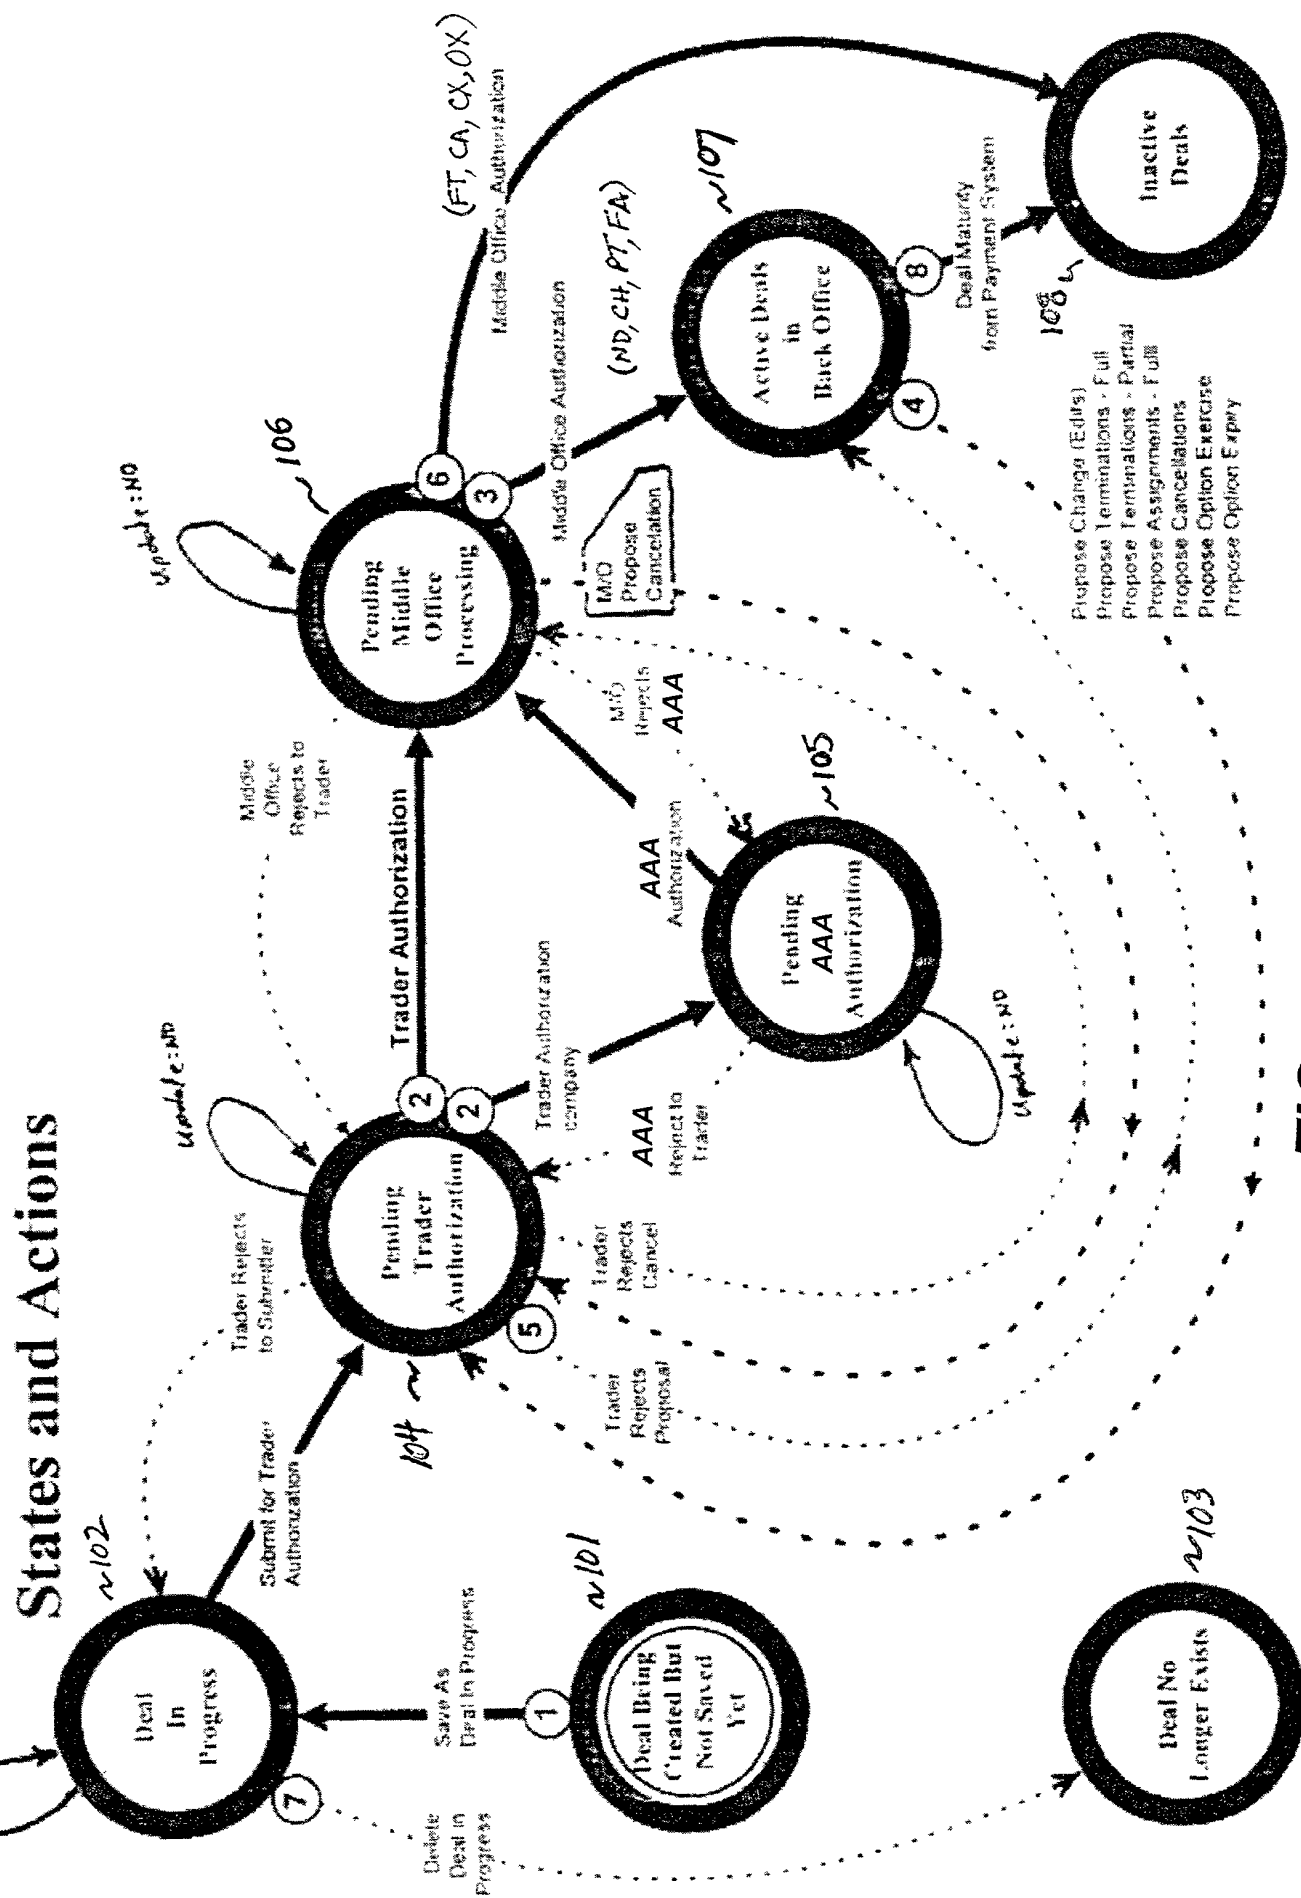 States and Actions
~102
Deal
In
Progress
7
Save As
Deal In Progress
1
~101
Deal Being
Created But
Not Saved
Yet
Delete
Deal in
Progress
~103
Deal No
Longer Exists
Submit for Trader
Authorization
Trader Rejects
to Submitter
update:ND
104 ~
Pending
Trader
Authorization
2
2
5
Trader Authorization
Trader Authorization
company
AAA
Reject to
Trader
Trader
Rejects
Cancel
Trader
Rejects
Proposal
Middle
Office
Rejects to
Trader
~105
Pending
AAA
Authorization
update:ND
AAA
Authorization
M/O
Rejects
AAA
update:ND
106
Pending
Middle
Office
Processing
6
3
M/O
Propose
Cancelation
Middle Office Authorization
(ND, CH, PT, FA)
(FT, CA, CX, OX)
Middle Office Authorization
~107
Active Deals
in
Back Office
4
8
Deal Maturity
from Payment System
108
Inactive
Deals
Propose Change (Edits)
Propose Terminations - Full
Propose Terminations - Partial
Propose Assignments - Full
Propose Cancellations
Propose Option Exercise
Propose Option Expiry